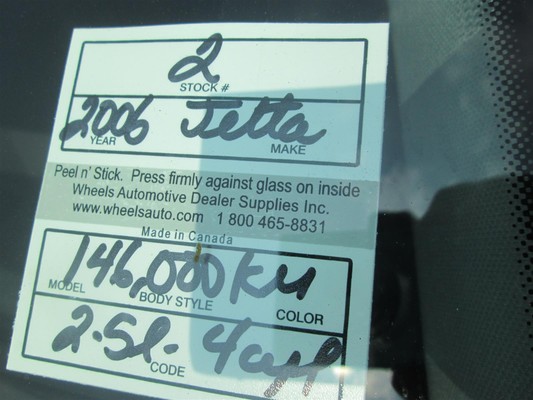 2
STOCK #
2006 Jetta
YEAR MAKE
Peel n' Stick. Press firmly against glass on inside
Wheels Automotive Dealer Supplies Inc.
www.wheelsauto.com 1 800 465-8831
Made in Canada
146,000 KM
MODEL BODY STYLE COLOR
2.5l. 4cyl
CODE